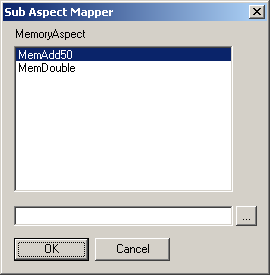 Sub Aspect Mapper
MemoryAspect
MemAdd50
MemDouble
...
OK
Cancel